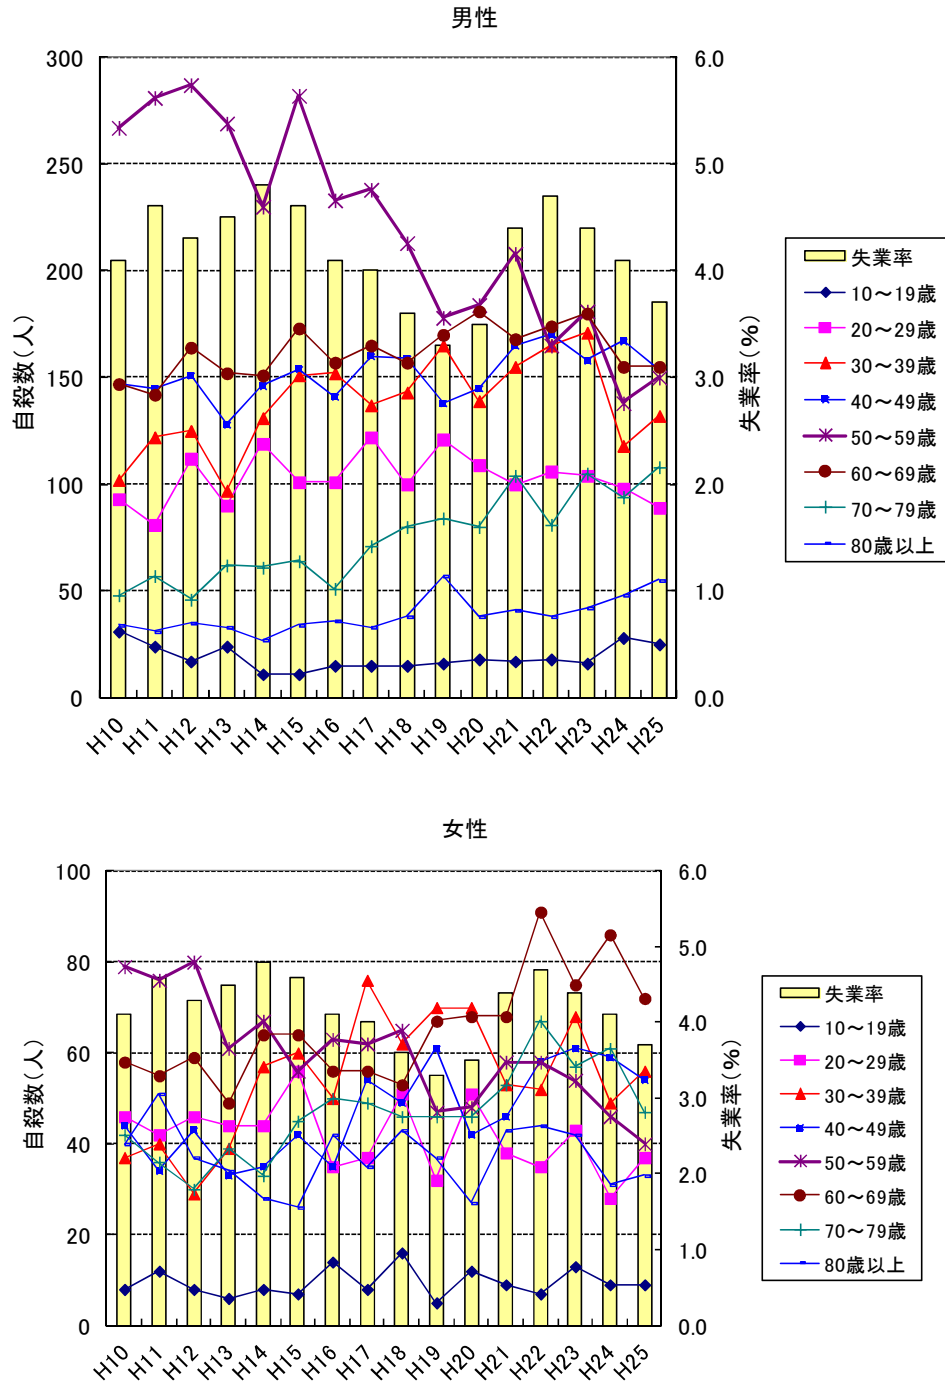 男性
300
250
200
150
100
50
0
自殺数(人)
6.0
5.0
4.0
3.0
2.0
1.0
0.0
失業率(%)
H10 H11 H12 H13 H14 H15 H16 H17 H18 H19 H20 H21 H22 H23 H24 H25
失業率
10～19歳
20～29歳
30～39歳
40～49歳
50～59歳
60～69歳
70～79歳
80歳以上
女性
100
80
60
40
20
0
自殺数(人)
6.0
5.0
4.0
3.0
2.0
1.0
0.0
失業率(%)
H10 H11 H12 H13 H14 H15 H16 H17 H18 H19 H20 H21 H22 H23 H24 H25
失業率
10～19歳
20～29歳
30～39歳
40～49歳
50～59歳
60～69歳
70～79歳
80歳以上